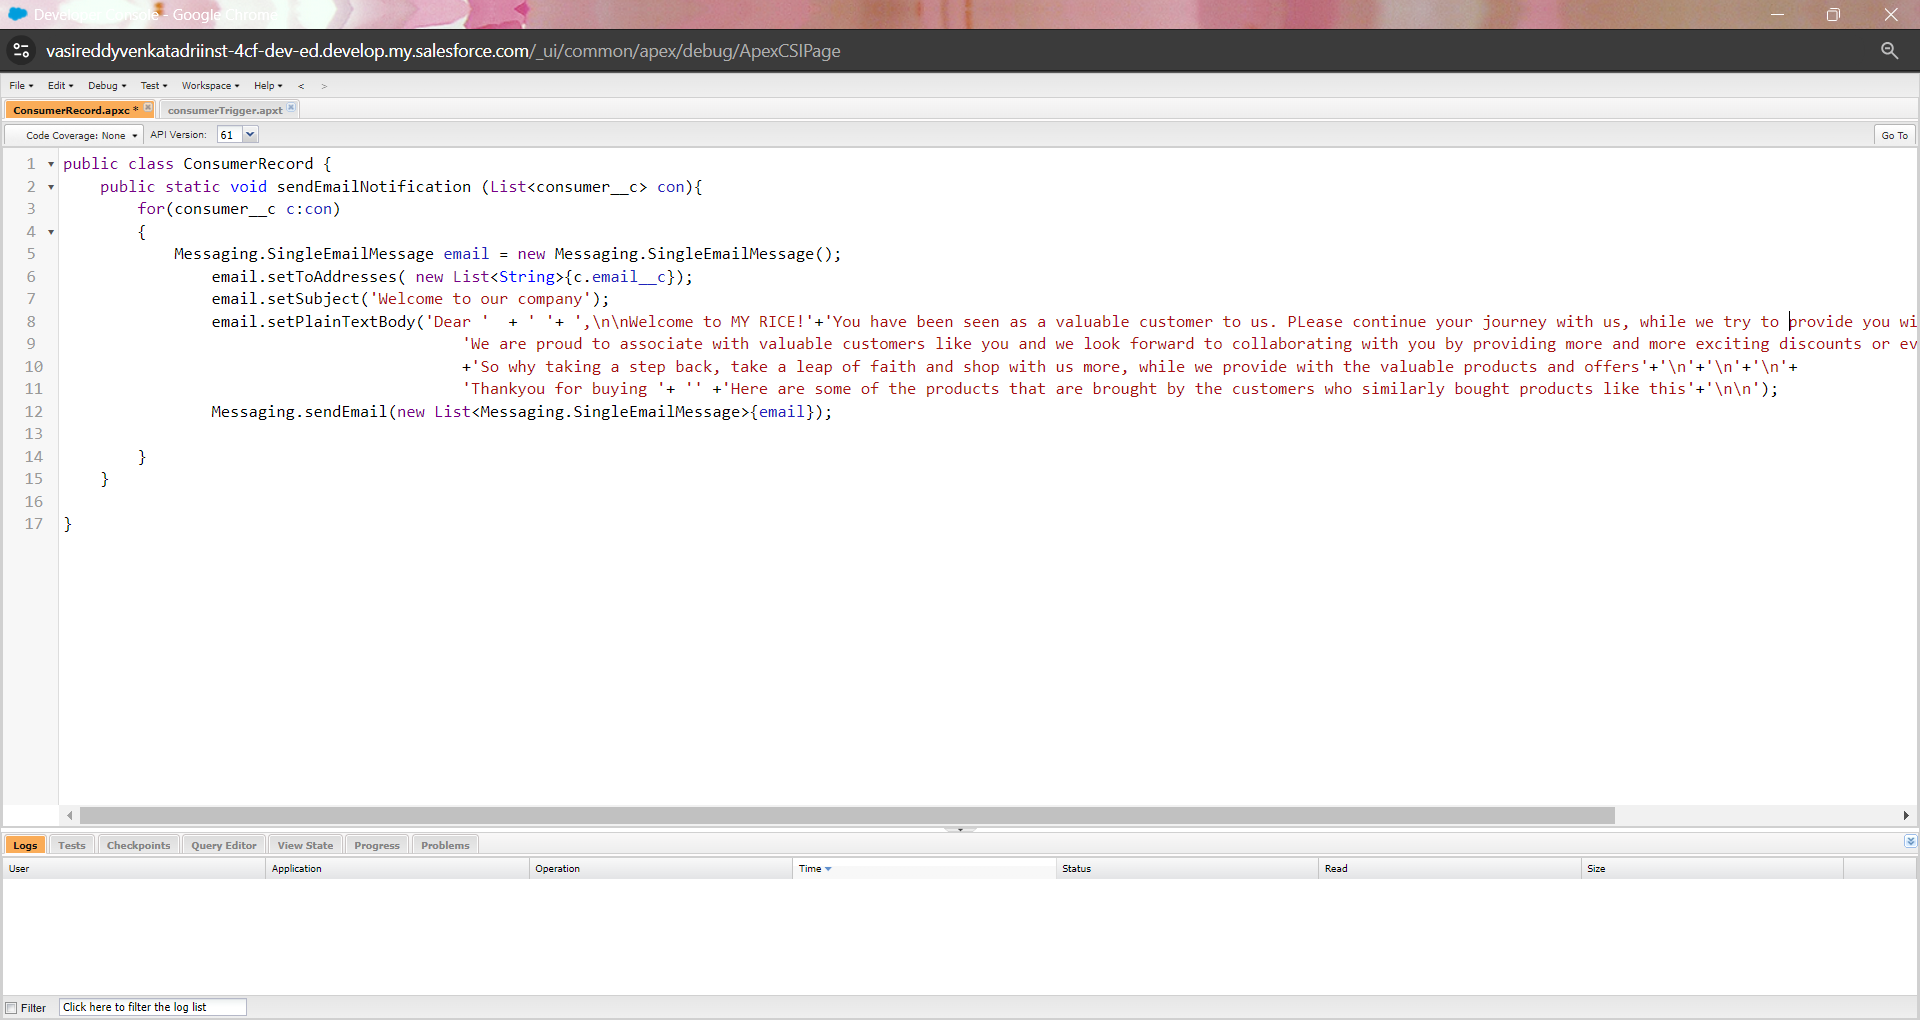 Developer Console - Google Chrome
vasireddyvenkatadriinst-4cf-dev-ed.develop.my.salesforce.com/_ui/common/apex/debug/ApexCSIPage
File Edit Debug Test Workspace Help < >
ConsumerRecord.apxc * consumerTrigger.apxt
Code Coverage: None API Version: 61 Go To
1 public class ConsumerRecord {
2 public static void sendEmailNotification (List<consumer__c> con){
3 for(consumer__c c:con)
4 {
5 Messaging.SingleEmailMessage email = new Messaging.SingleEmailMessage();
6 email.setToAddresses( new List<String>{c.email__c});
7 email.setSubject('Welcome to our company');
8 email.setPlainTextBody('Dear '  + ' '+ ',\n\nWelcome to MY RICE!'+'You have been seen as a valuable customer to us. PLease continue your journey with us, while we try to provide you wi
9 'We are proud to associate with valuable customers like you and we look forward to collaborating with you by providing more and more exciting discounts or ev
10 +'So why taking a step back, take a leap of faith and shop with us more, while we provide with the valuable products and offers'+'\n'+'\n'+'\n'+
11 'Thankyou for buying '+ '' +'Here are some of the products that are brought by the customers who similarly bought products like this'+'\n\n');
12 Messaging.sendEmail(new List<Messaging.SingleEmailMessage>{email});
13
14 }
15 }
16
17 }
Logs Tests Checkpoints Query Editor View State Progress Problems
User Application Operation Time Status Read Size
Filter Click here to filter the log list